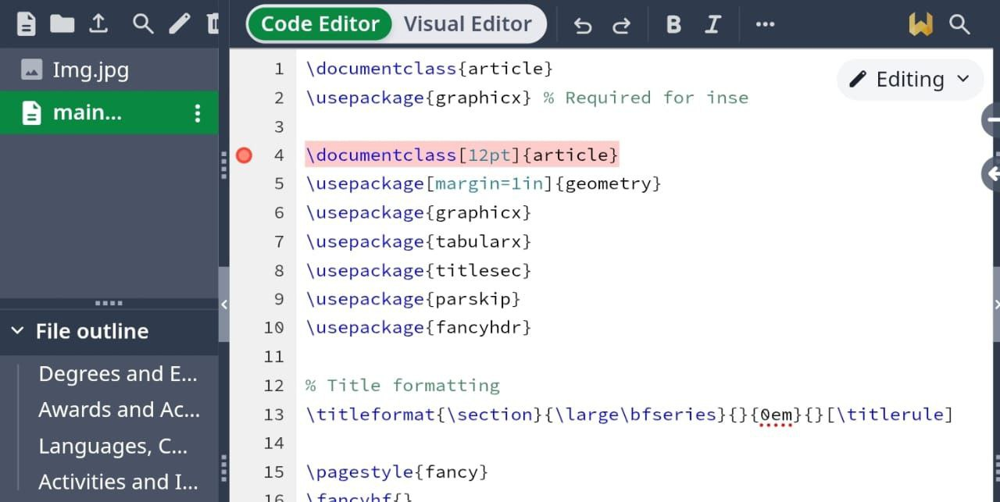 Code Editor Visual Editor B I ...
Img.jpg
main...
File outline
Degrees and E...
Awards and Ac...
Languages, C...
Activities and I...
Editing
1 \documentclass{article}
2 \usepackage{graphicx} % Required for inse
3
4 \documentclass[12pt]{article}
5 \usepackage[margin=1in]{geometry}
6 \usepackage{graphicx}
7 \usepackage{tabularx}
8 \usepackage{titlesec}
9 \usepackage{parskip}
10 \usepackage{fancyhdr}
11
12 % Title formatting
13 \titleformat{\section}{\large\bfseries}{}{0em}{}[\titlerule]
14
15 \pagestyle{fancy}
16 \fancyhf{}